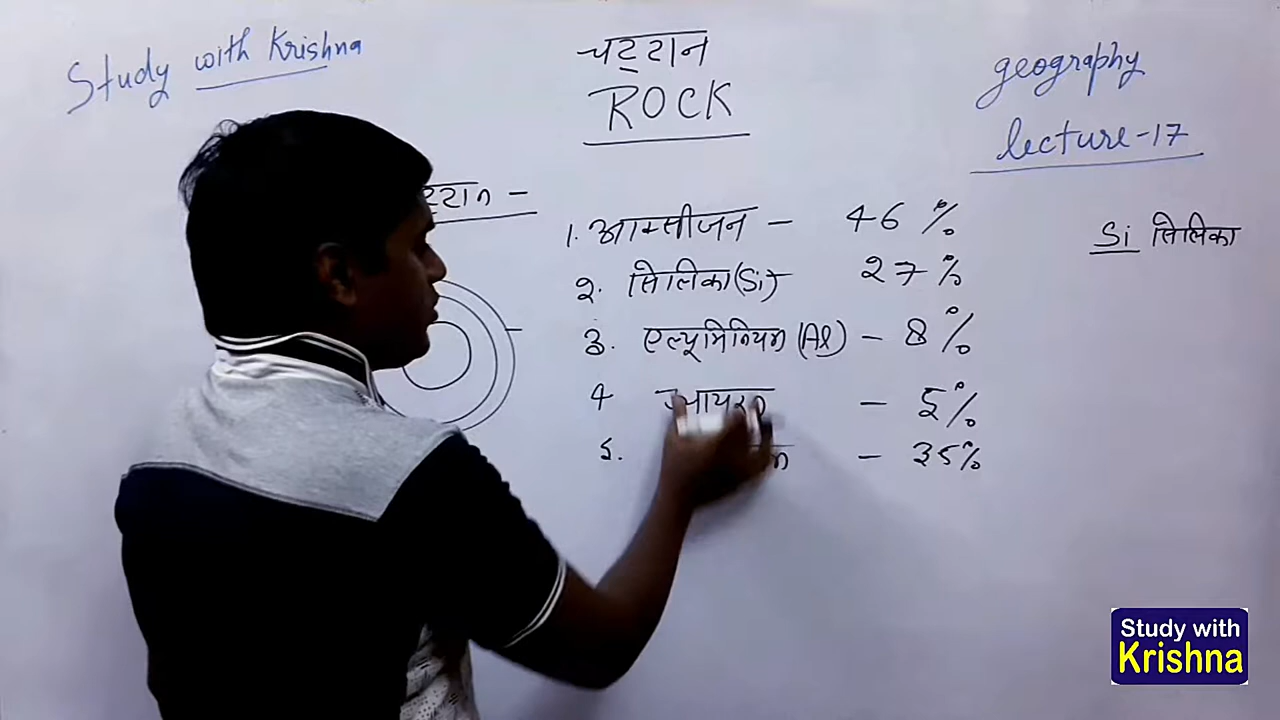 Study with Krishna
चट्टान
ROCK
geography
lecture-17
1. आक्सीजन - 46%
2. सिलिका (Si) 27%
3. एल्यूमिनियम (Al) - 8%
4 आयरन - 5%
5. - 35%
Si सिलिका
Study with
Krishna